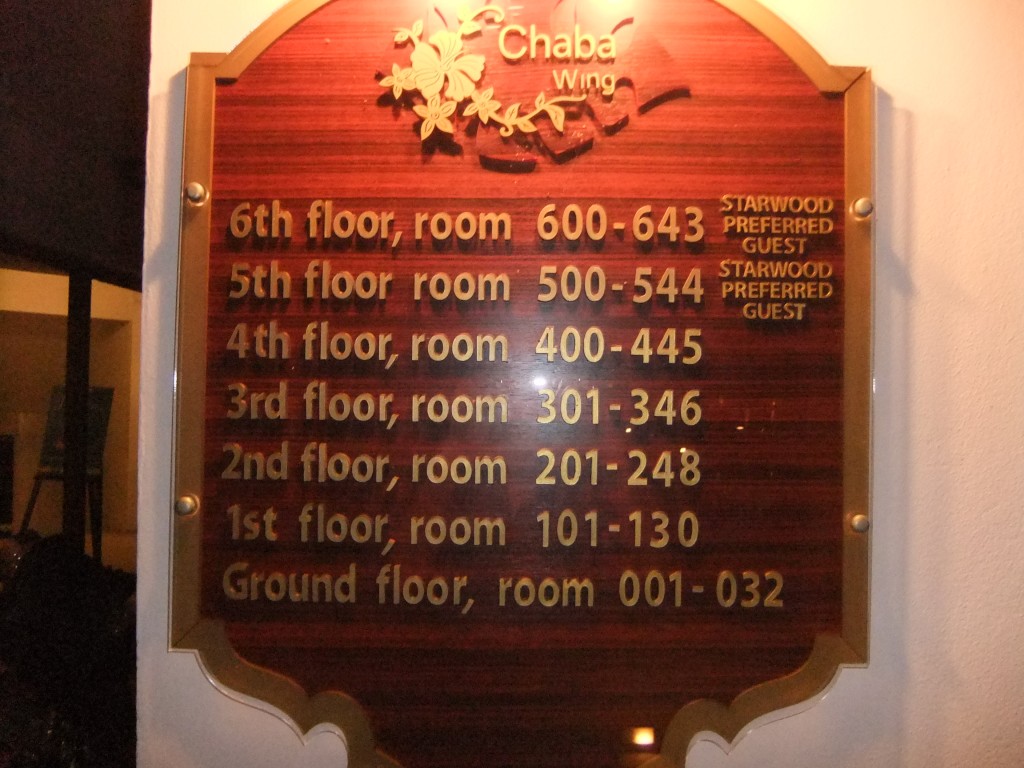 Chaba
Wing
6th floor, room 600-643 STARWOOD PREFERRED GUEST
5th floor room 500-544 STARWOOD PREFERRED GUEST
4th floor, room 400-445
3rd floor, room 301-346
2nd floor, room 201-248
1st floor, room 101-130
Ground floor, room 001-032